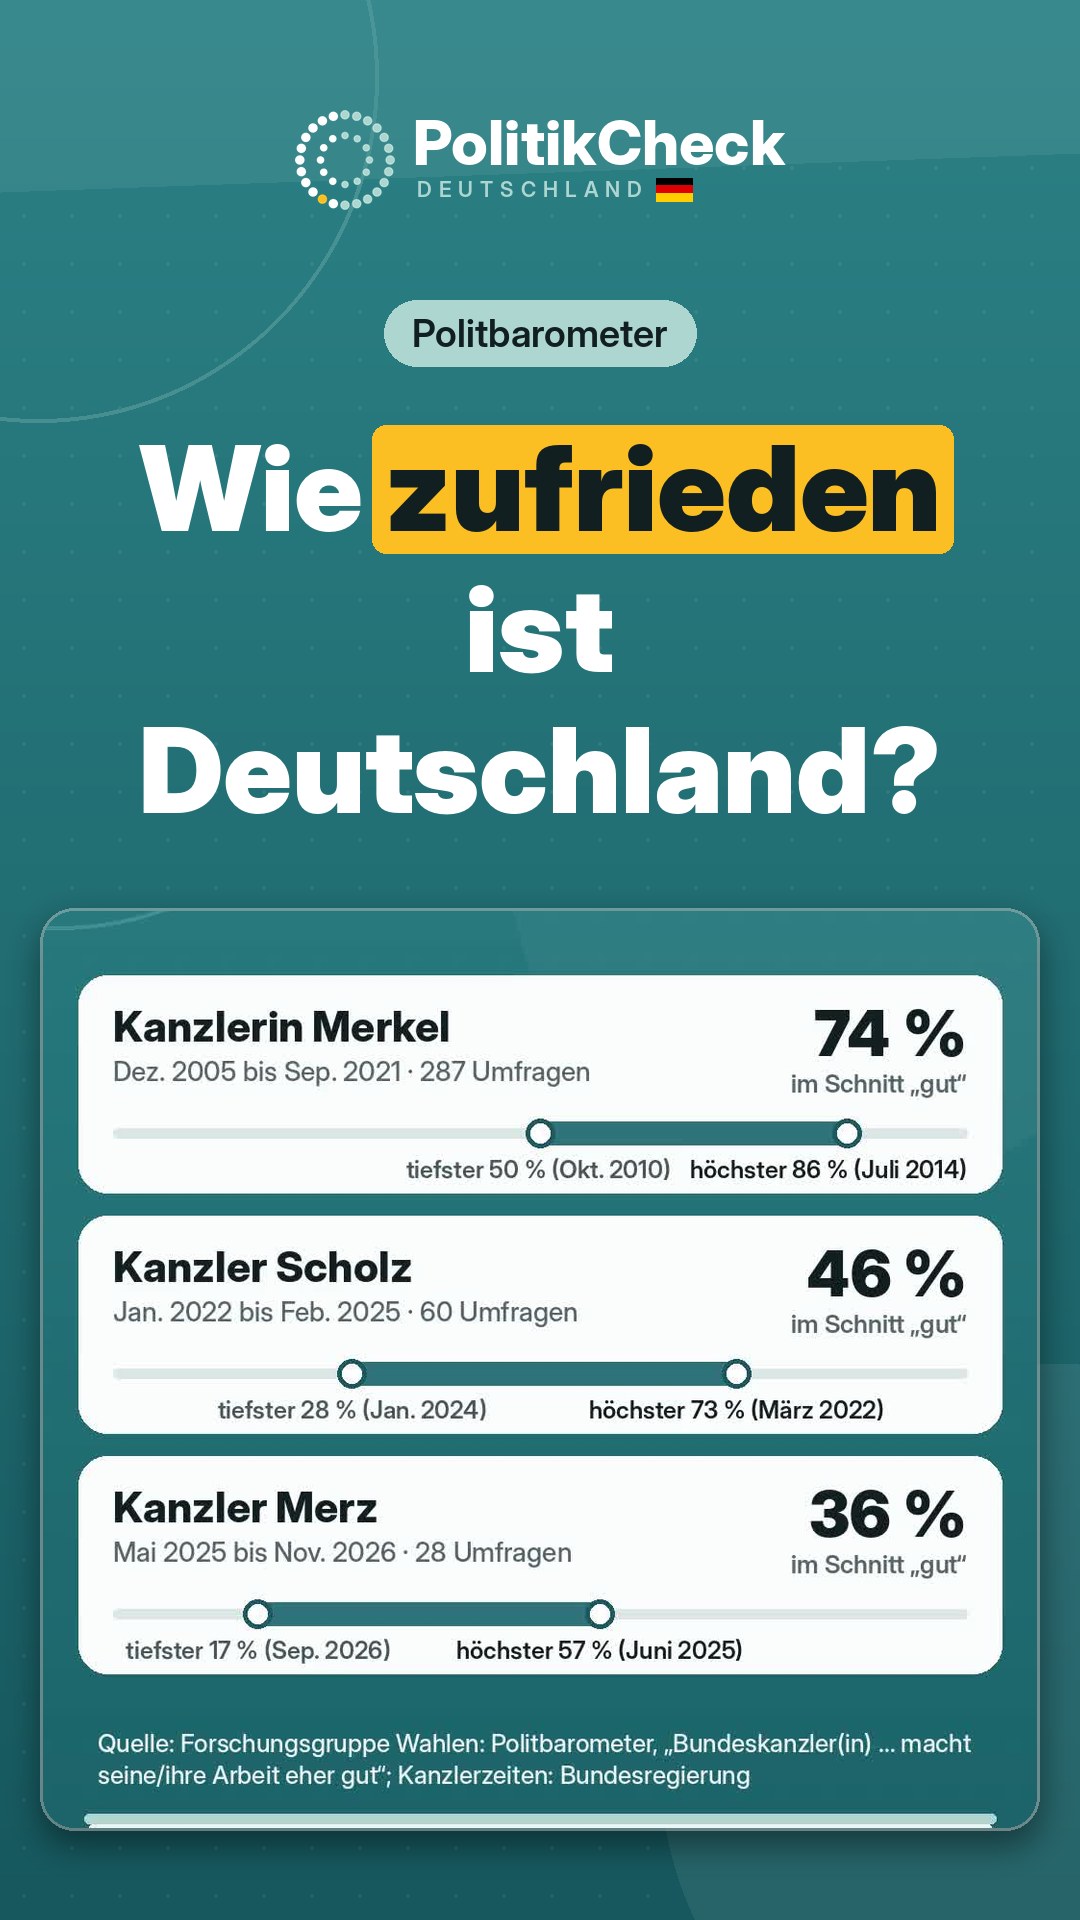 PolitikCheck
DEUTSCHLAND
Politbarometer
Wie zufrieden
ist
Deutschland?
Kanzlerin Merkel
74 %
Dez. 2005 bis Sep. 2021 · 287 Umfragen
im Schnitt „gut“
tiefster 50 % (Okt. 2010) höchster 86 % (Juli 2014)
Kanzler Scholz
46 %
Jan. 2022 bis Feb. 2025 · 60 Umfragen
im Schnitt „gut“
tiefster 28 % (Jan. 2024) höchster 73 % (März 2022)
Kanzler Merz
36 %
Mai 2025 bis Nov. 2026 · 28 Umfragen
im Schnitt „gut“
tiefster 17 % (Sep. 2026) höchster 57 % (Juni 2025)
Quelle: Forschungsgruppe Wahlen: Politbarometer, „Bundeskanzler(in) ... macht
seine/ihre Arbeit eher gut“; Kanzlerzeiten: Bundesregierung